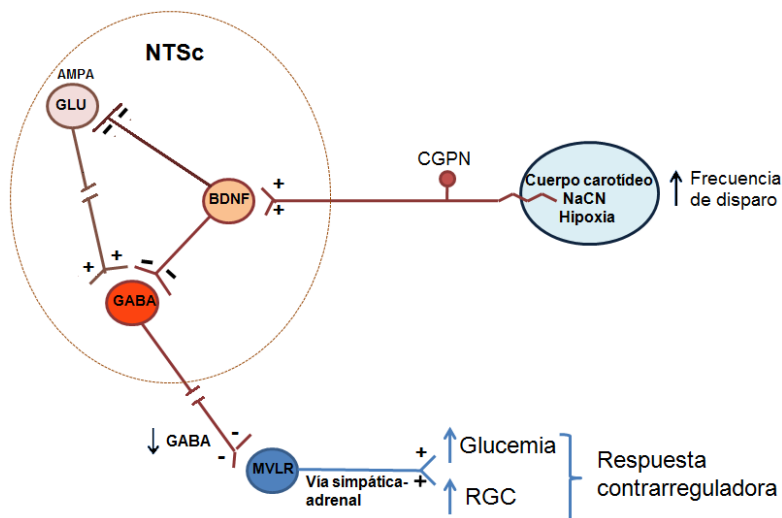 NTSc
AMPA
GLU
BDNF
GABA
CGPN
Cuerpo carotídeo
NaCN
Hipoxia
↑ Frecuencia
de disparo
+
+
+ +
- -
- -
↓ GABA
-
-
MVLR
Vía simpática-
adrenal
+
+
↑ Glucemia
↑ RGC
Respuesta
contrarreguladora